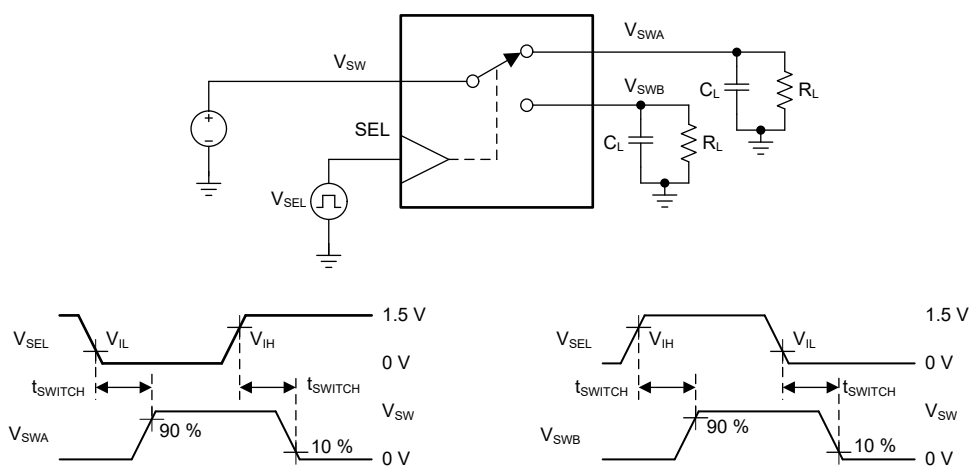 V_SWA
V_SW
C_L
R_L
V_SWB
+
−
SEL
C_L
R_L
V_SEL
1.5 V
V_SEL
V_IL
V_IH
0 V
t_SWITCH
t_SWITCH
V_SW
V_SWA
90 %
10 %
0 V
1.5 V
V_SEL
V_IH
V_IL
0 V
t_SWITCH
t_SWITCH
V_SW
V_SWB
90 %
10 %
0 V